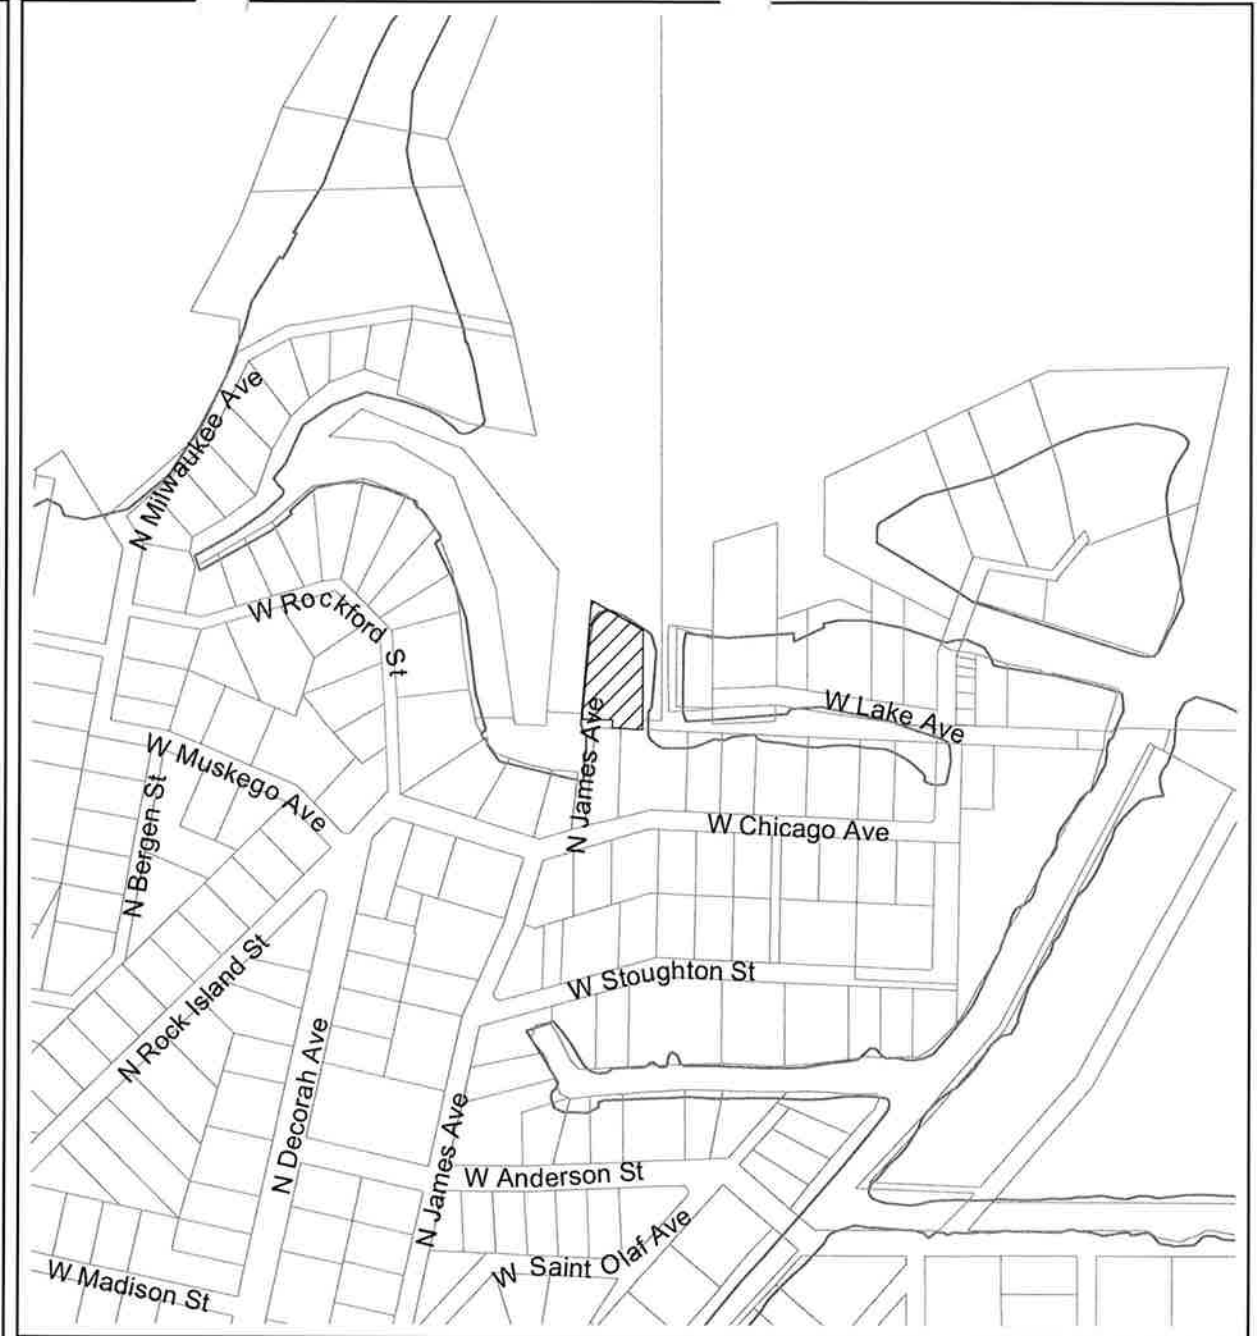 N Milwaukee Ave
W Rockford St
W Lake Ave
N James Ave
W Muskego Ave
N Bergen St
W Chicago Ave
N Rock Island St
W Stoughton St
N Decorah Ave
N James Ave
W Anderson St
W Saint Olaf Ave
W Madison St